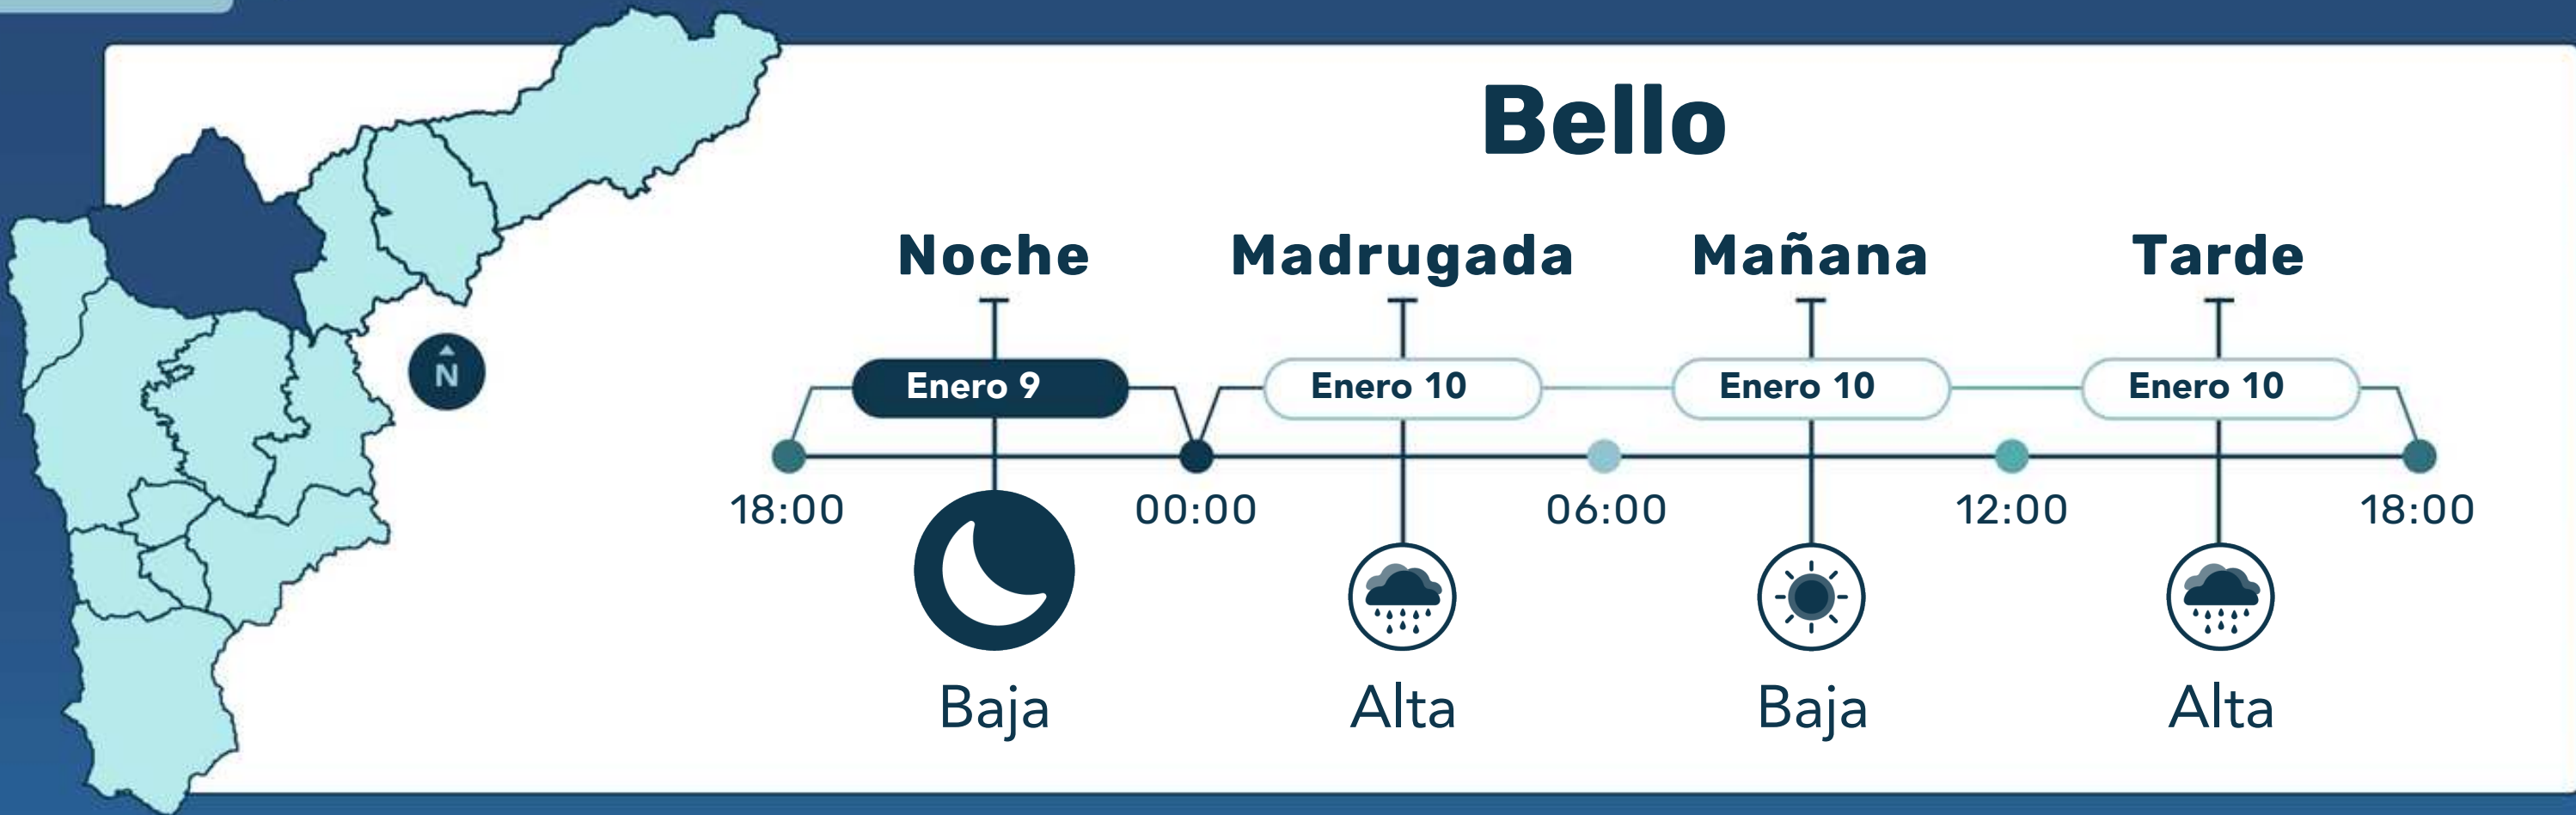 Bello
Noche Madrugada Mañana Tarde
Enero 9 Enero 10 Enero 10 Enero 10
N
18:00 00:00 06:00 12:00 18:00
Baja Alta Baja Alta